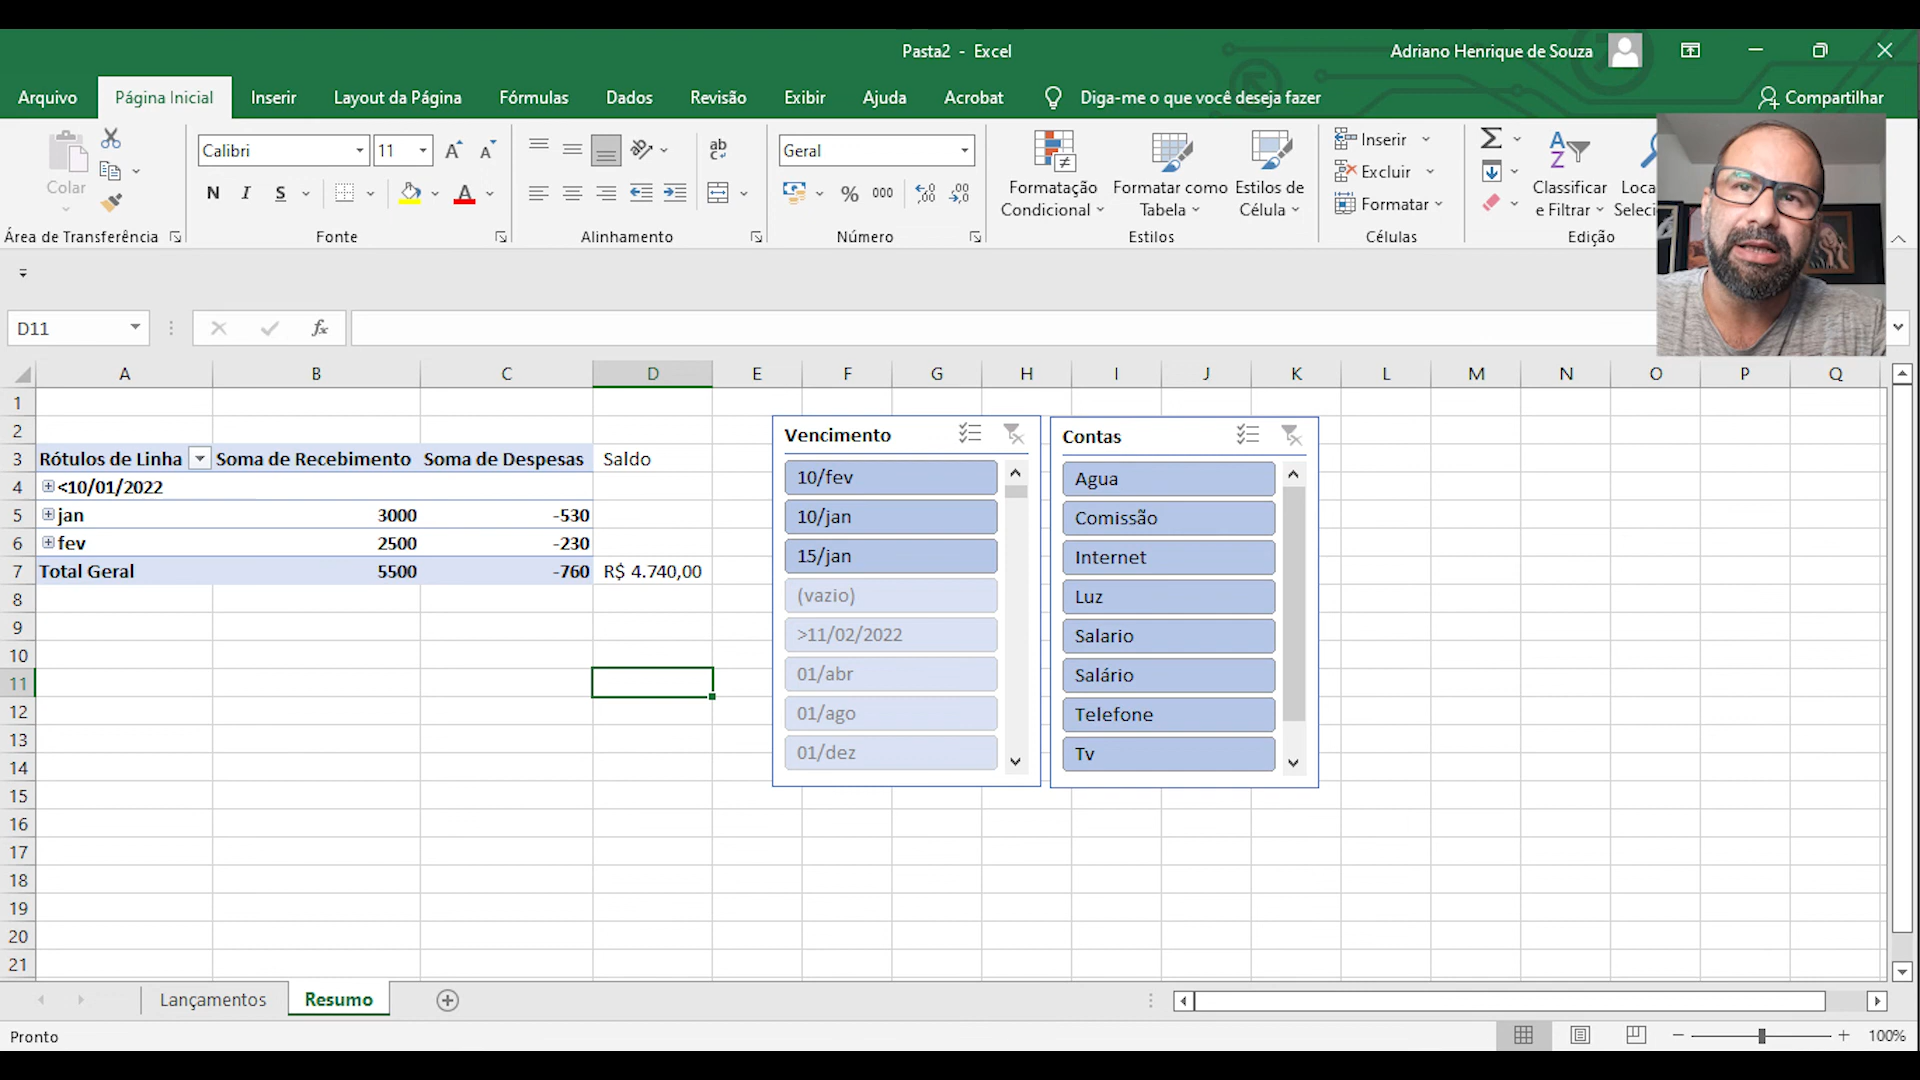 Pasta2 - Excel
Adriano Henrique de Souza
Arquivo Página Inicial Inserir Layout da Página Fórmulas Dados Revisão Exibir Ajuda Acrobat Diga-me o que você deseja fazer Compartilhar
Colar
Área de Transferência
Calibri 11
N I S A
Fonte
ab
Alinhamento
Geral
% 000
Número
Formatação Condicional
Formatar como Tabela
Estilos de Célula
Estilos
Inserir
Excluir
Formatar
Células
Classificar e Filtrar
Loca
Seleci
Edição
D11
fx
A B C D E F G H I J K L M N O P Q
1
2
3 Rótulos de Linha Soma de Recebimento Soma de Despesas Saldo
4 <10/01/2022
5 jan 3000 -530
6 fev 2500 -230
7 Total Geral 5500 -760 R$ 4.740,00
8
9
10
11
12
13
14
15
16
17
18
19
20
21
Vencimento
10/fev
10/jan
15/jan
(vazio)
>11/02/2022
01/abr
01/ago
01/dez
Contas
Agua
Comissão
Internet
Luz
Salario
Salário
Telefone
Tv
Lançamentos Resumo
Pronto
100%